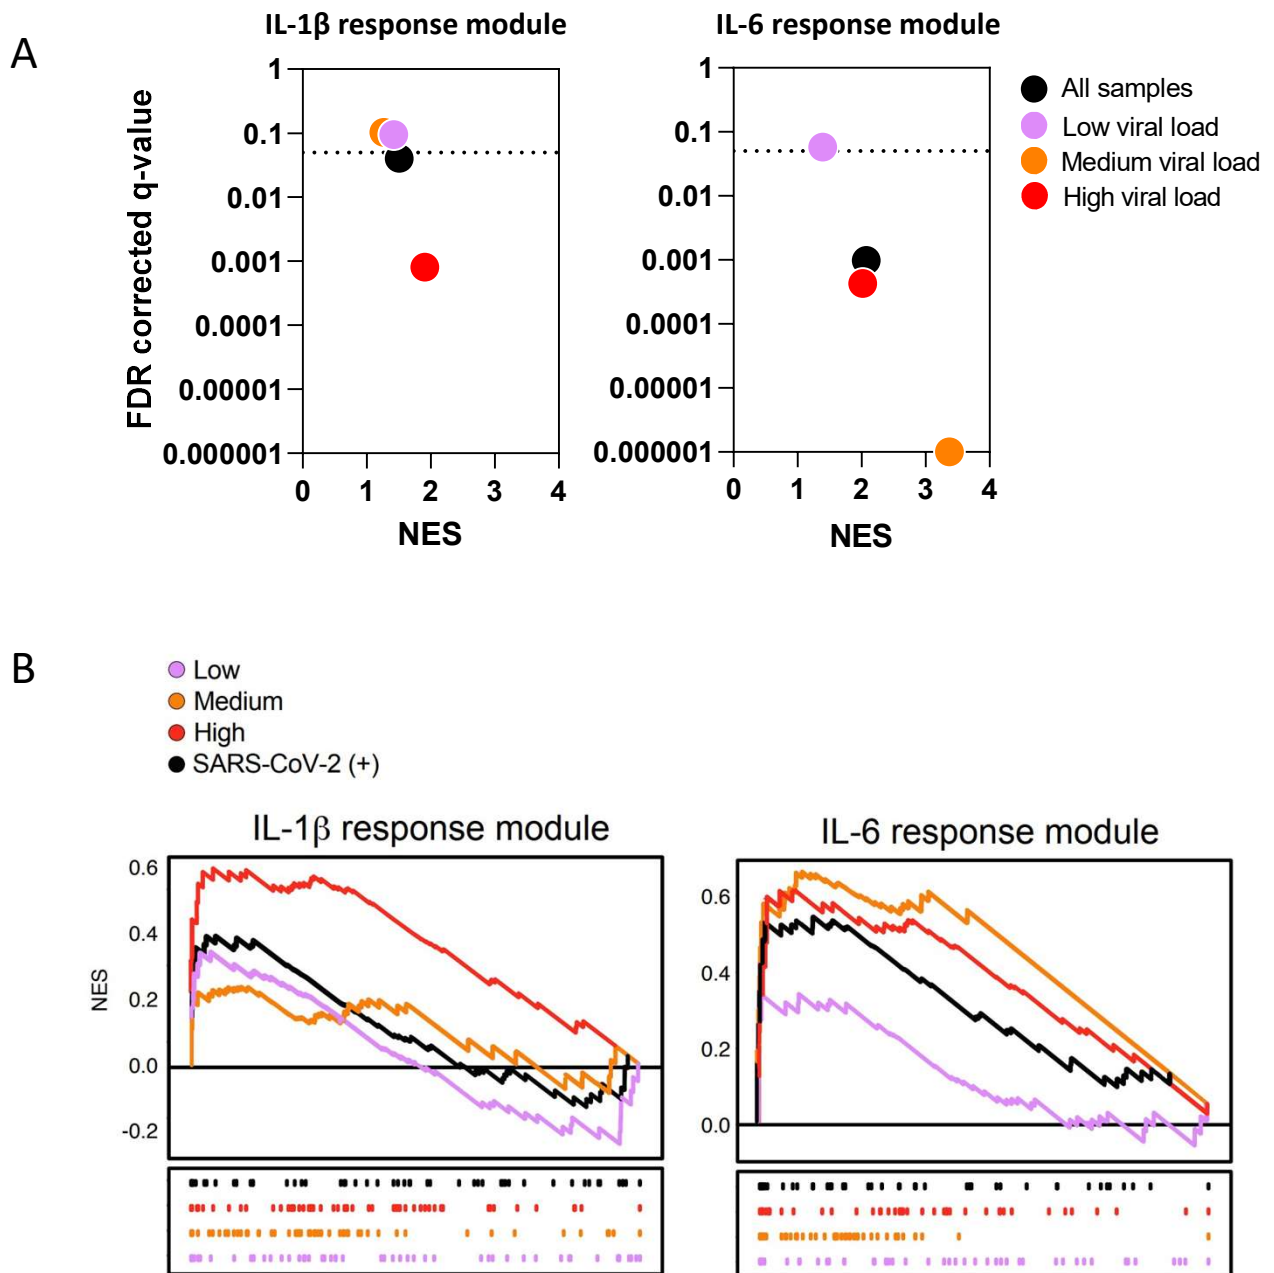 A
IL-1β response module
IL-6 response module
FDR corrected q-value
1
0.1
0.01
0.001
0.0001
0.00001
0.000001
0 1 2 3 4
NES
1
0.1
0.01
0.001
0.0001
0.00001
0.000001
0 1 2 3 4
NES
All samples
Low viral load
Medium viral load
High viral load
B
Low
Medium
High
SARS-CoV-2 (+)
IL-1β response module
NES
0.6
0.4
0.2
0.0
-0.2
IL-6 response module
0.6
0.4
0.2
0.0